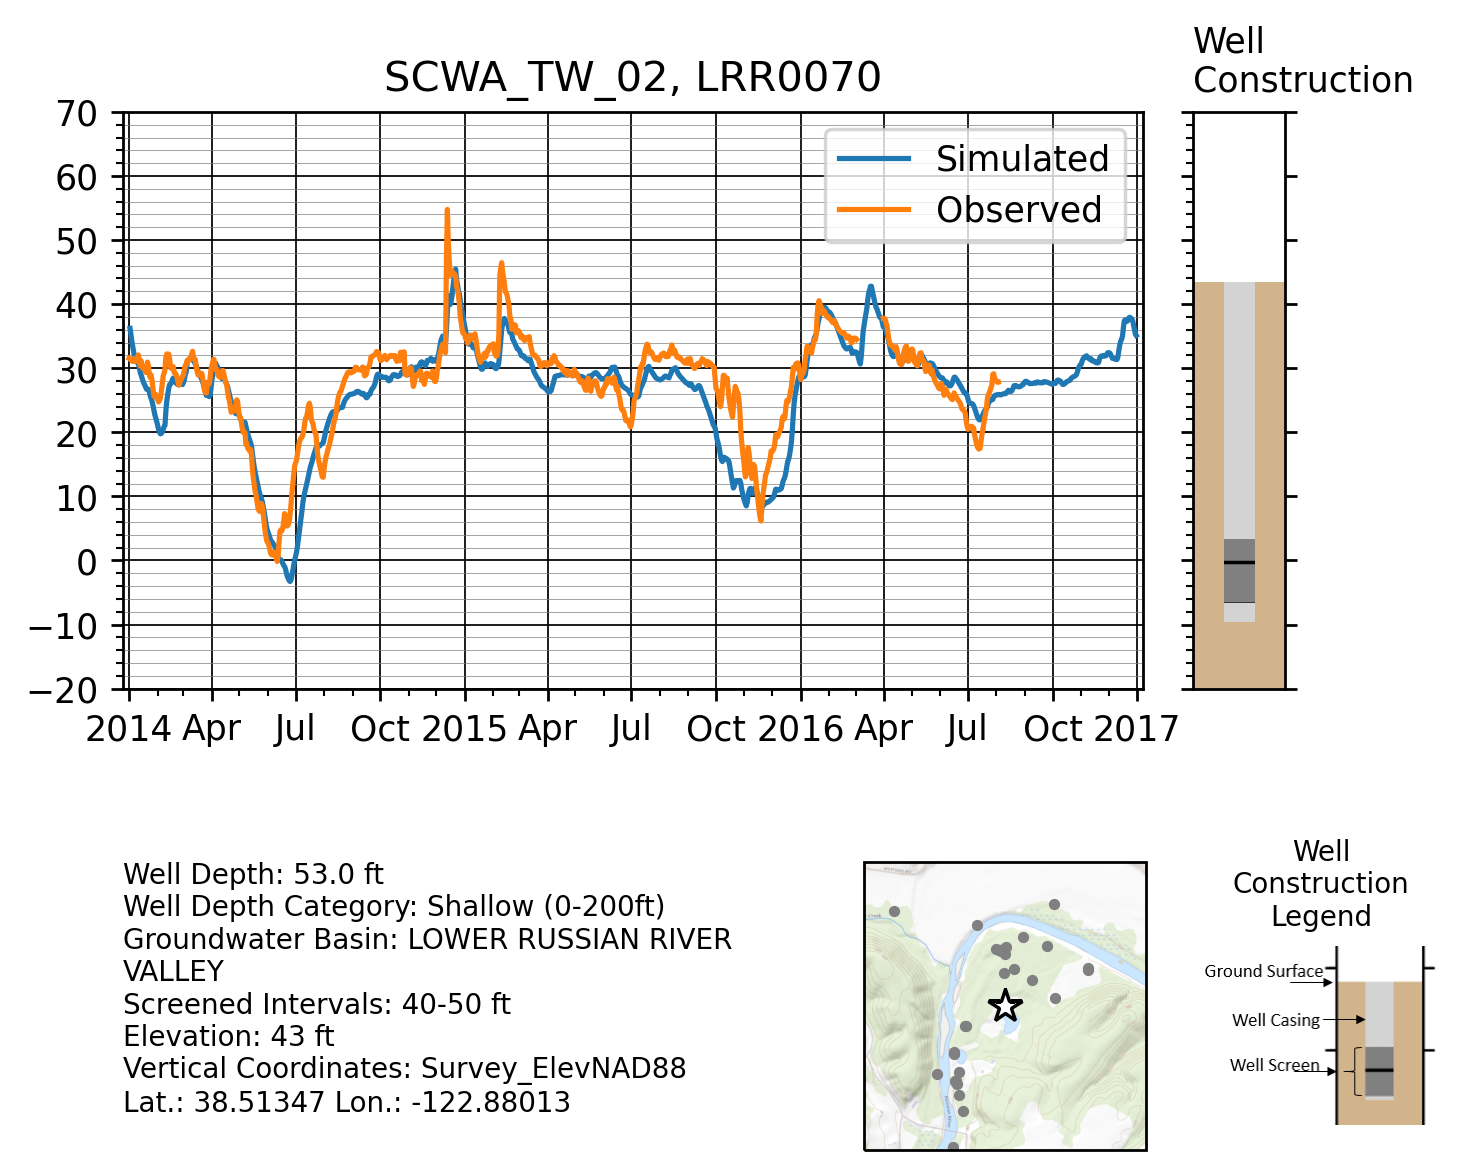 Well
Construction
SCWA_TW_02, LRR0070
70
60
50
40
30
20
10
0
−10
−20
Simulated
Observed
2014 Apr Jul Oct 2015 Apr Jul Oct 2016 Apr Jul Oct 2017
Well Depth: 53.0 ft
Well Depth Category: Shallow (0-200ft)
Groundwater Basin: LOWER RUSSIAN RIVER
VALLEY
Screened Intervals: 40-50 ft
Elevation: 43 ft
Vertical Coordinates: Survey_ElevNAD88
Lat.: 38.51347 Lon.: -122.88013
Well
Construction
Legend
Ground Surface
Well Casing
Well Screen